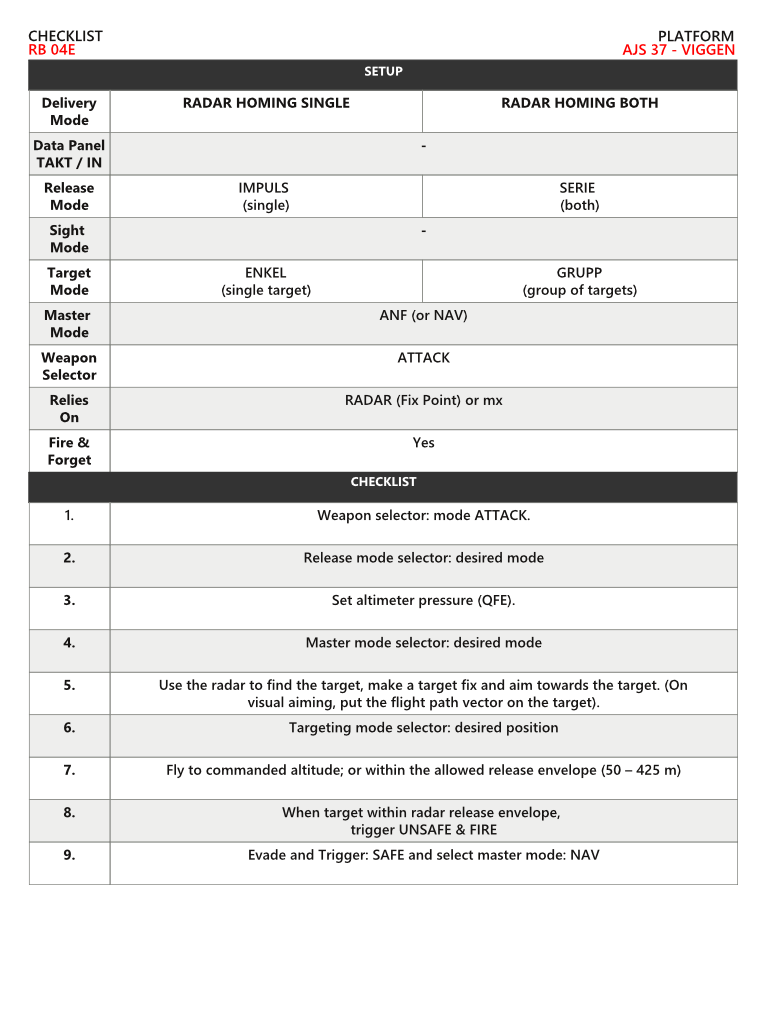 CHECKLIST
PLATFORM
RB 04E
AJS 37 - VIGGEN
SETUP
Delivery
Mode
RADAR HOMING SINGLE
RADAR HOMING BOTH
Data Panel
TAKT / IN
-
Release
Mode
IMPULS
(single)
SERIE
(both)
Sight
Mode
-
Target
Mode
ENKEL
(single target)
GRUPP
(group of targets)
Master
Mode
ANF (or NAV)
Weapon
Selector
ATTACK
Relies
On
RADAR (Fix Point) or mx
Fire &
Forget
Yes
CHECKLIST
1.
Weapon selector: mode ATTACK.
2.
Release mode selector: desired mode
3.
Set altimeter pressure (QFE).
4.
Master mode selector: desired mode
5.
Use the radar to find the target, make a target fix and aim towards the target. (On
visual aiming, put the flight path vector on the target).
6.
Targeting mode selector: desired position
7.
Fly to commanded altitude; or within the allowed release envelope (50 – 425 m)
8.
When target within radar release envelope,
trigger UNSAFE & FIRE
9.
Evade and Trigger: SAFE and select master mode: NAV